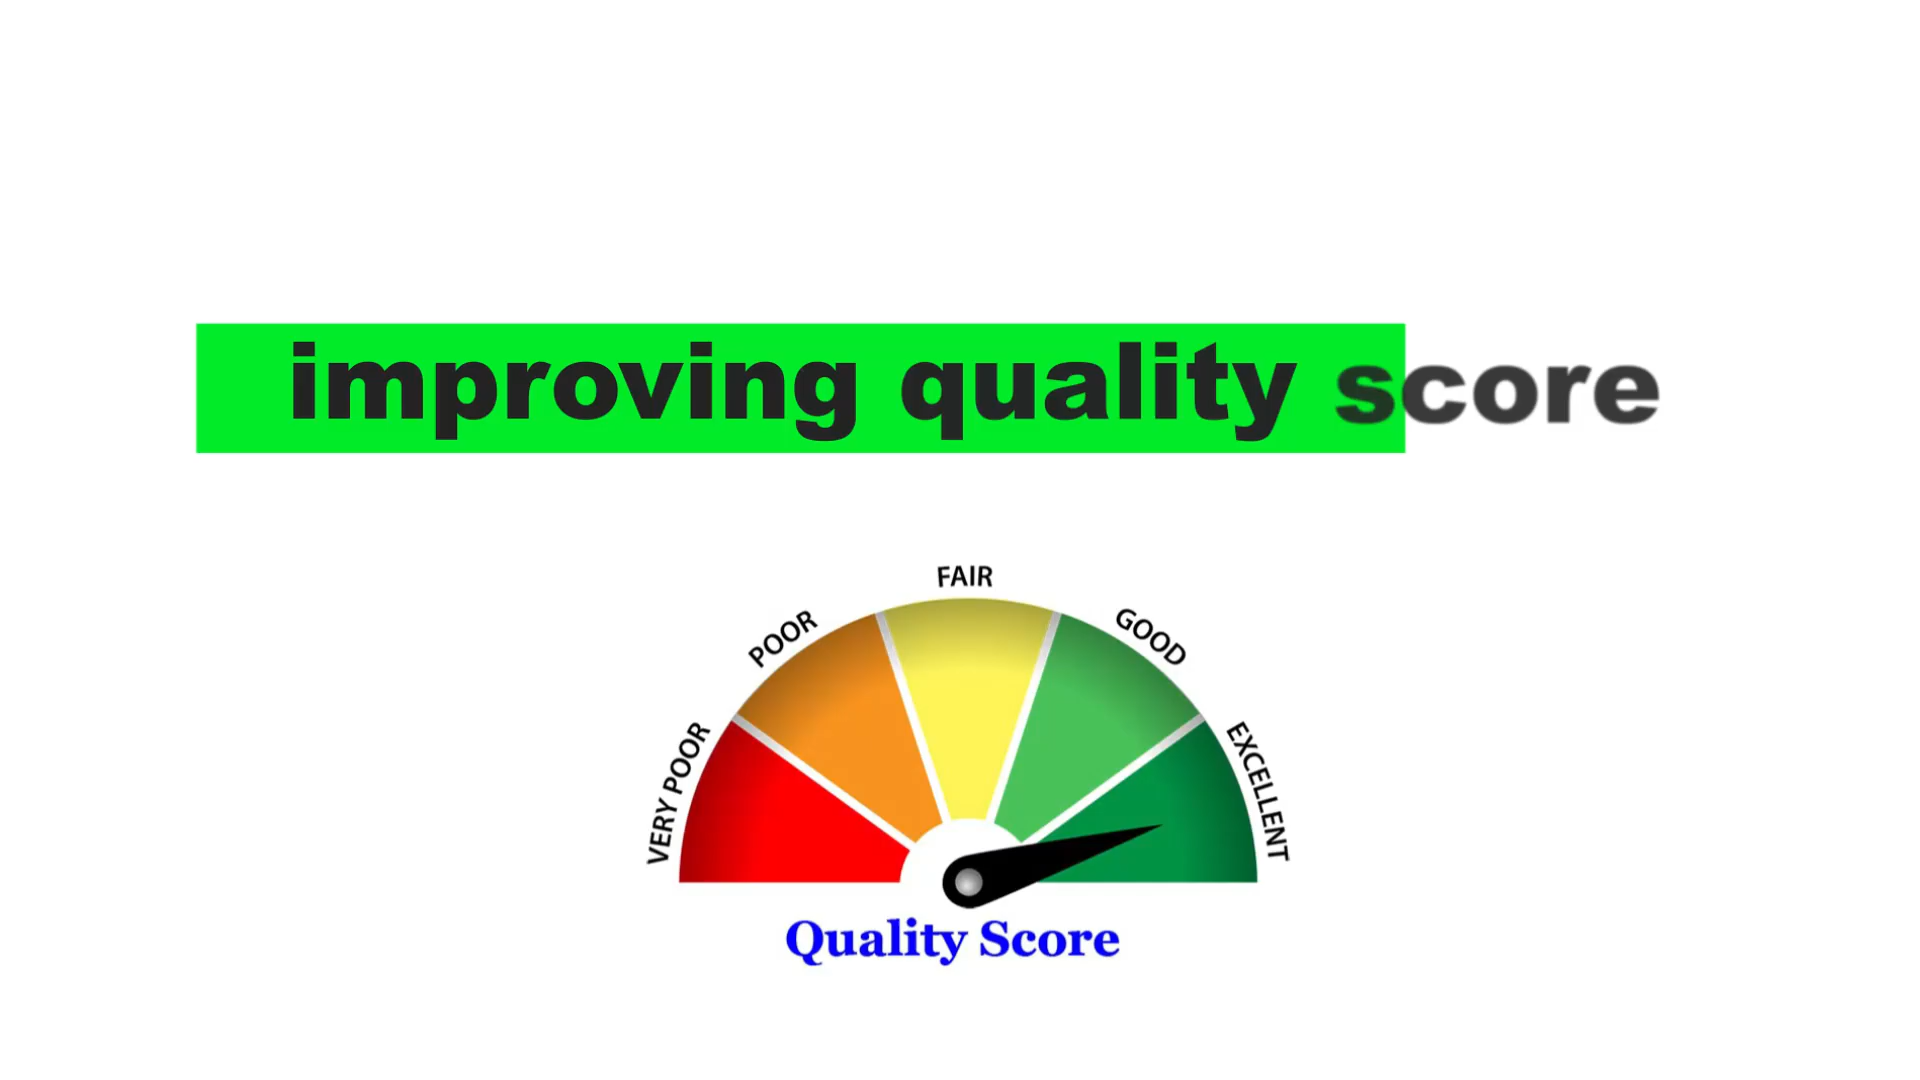 improving quality score
FAIR
POOR
GOOD
VERY POOR
EXCELLENT
Quality Score